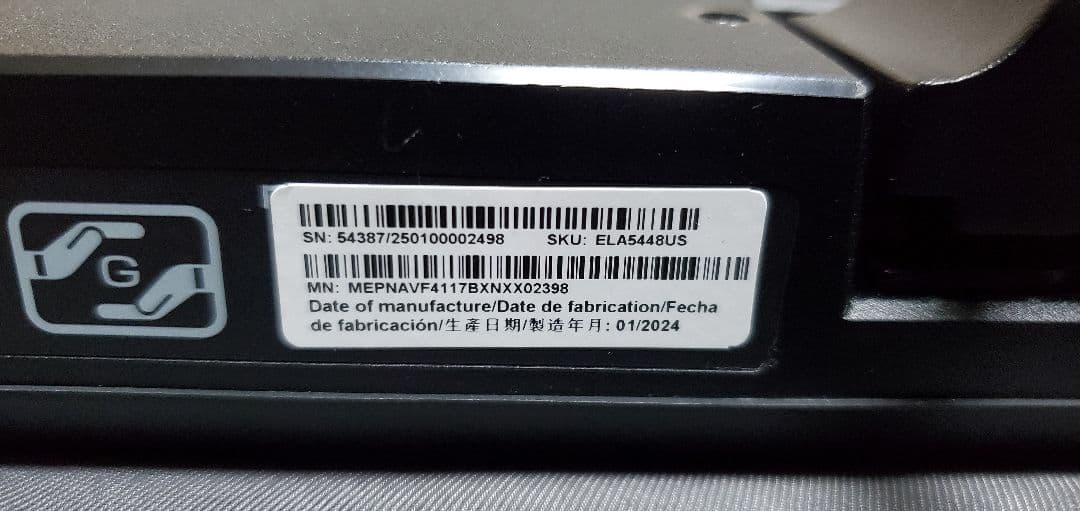 G
SN: 54387/250100002498 SKU: ELA5448US
MN: MEPNAVF4117BXNXX02398
Date of manufacture/Date de fabrication/Fecha
de fabricación/生產日期/製造年月: 01/2024